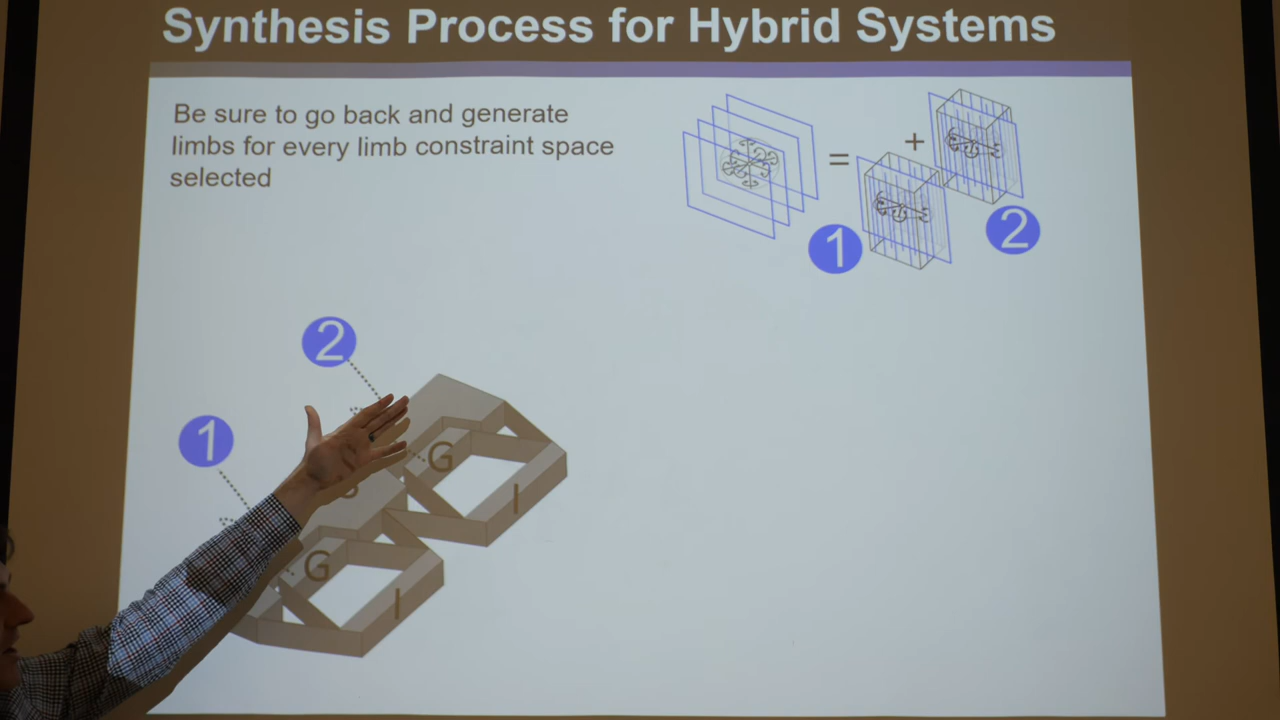 Synthesis Process for Hybrid Systems
Be sure to go back and generate
limbs for every limb constraint space
selected
=
+
1
2
2
1
G
I
G
I